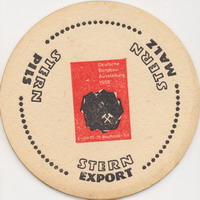 STERN PILS
STERN MALZ
Deutsche
Bergbau
Ausstellung
1958
STERN
EXPORT